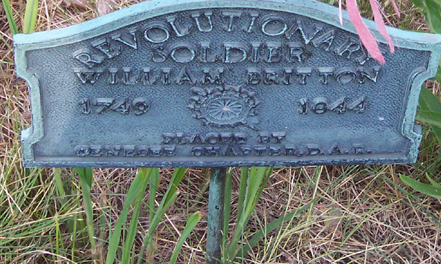 REVOLUTIONARY
SOLDIER
WILLIAM BRITTON
1749 1844
PLACED BY
CHAPTER D.A.R.